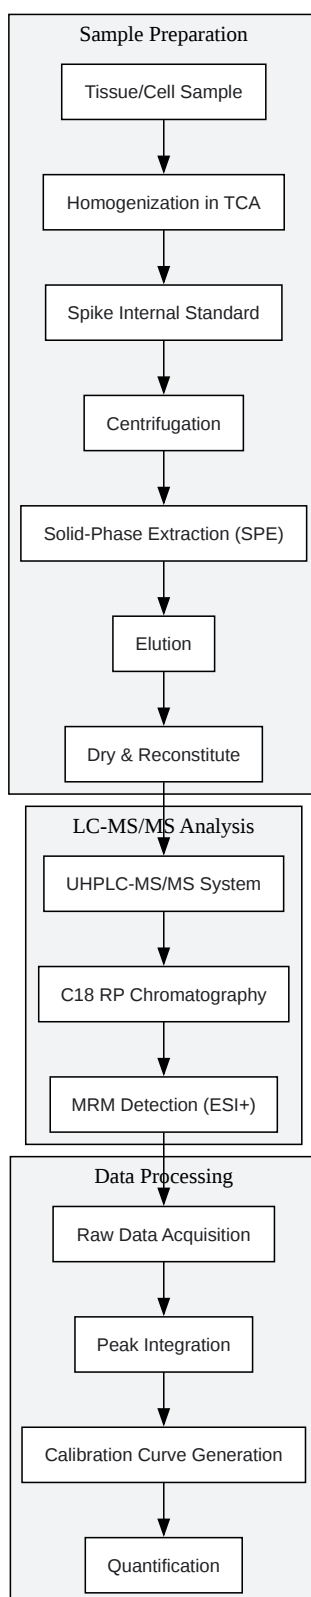 Sample Preparation
Tissue/Cell Sample
Homogenization in TCA
Spike Internal Standard
Centrifugation
Solid-Phase Extraction (SPE)
Elution
Dry & Reconstitute
LC-MS/MS Analysis
UHPLC-MS/MS System
C18 RP Chromatography
MRM Detection (ESI+)
Data Processing
Raw Data Acquisition
Peak Integration
Calibration Curve Generation
Quantification